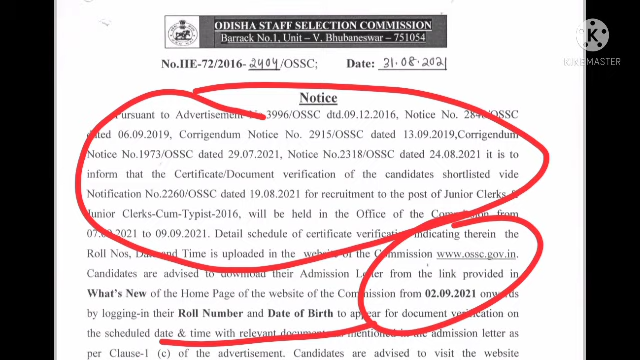 ODISHA STAFF SELECTION COMMISSION
Barrack No.1, Unit – V, Bhubaneswar – 751054
No.IIE-72/2016-2404/OSSC; Date: 31.08.2021
KINEMASTER
Notice
Pursuant to Advertisement 3996/OSSC dtd.09.12.2016, Notice No. /OSSC
dated 06.09.2019, Corrigendum Notice No. 2915/OSSC dated 13.09.2019,Corrigendum
Notice No.1973/OSSC dated 29.07.2021, Notice No.2318/OSSC dated 24.08.2021 it is to
inform that the Certificate/Document verification of the candidates shortlisted vide
Notification No.2260/OSSC dated 19.08.2021 for recruitment to the post of Junior Clerks &
Junior Clerks-Cum-Typist-2016, will be held in the Office of the Commission from
to 09.09.2021. Detail schedule of certificate verification indicating therein the
Roll Nos, Date and Time is uploaded in the website of the Commission www.ossc.gov.in.
Candidates are advised to download their Admission Letter from the link provided in
What's New of the Home Page of the website of the Commission from 02.09.2021 onwards
by logging-in their Roll Number and Date of Birth to appear for document verification on
the scheduled date & time with relevant documents as mentioned in the admission letter as
per Clause-1 (c) of the advertisement. Candidates are advised to visit the website